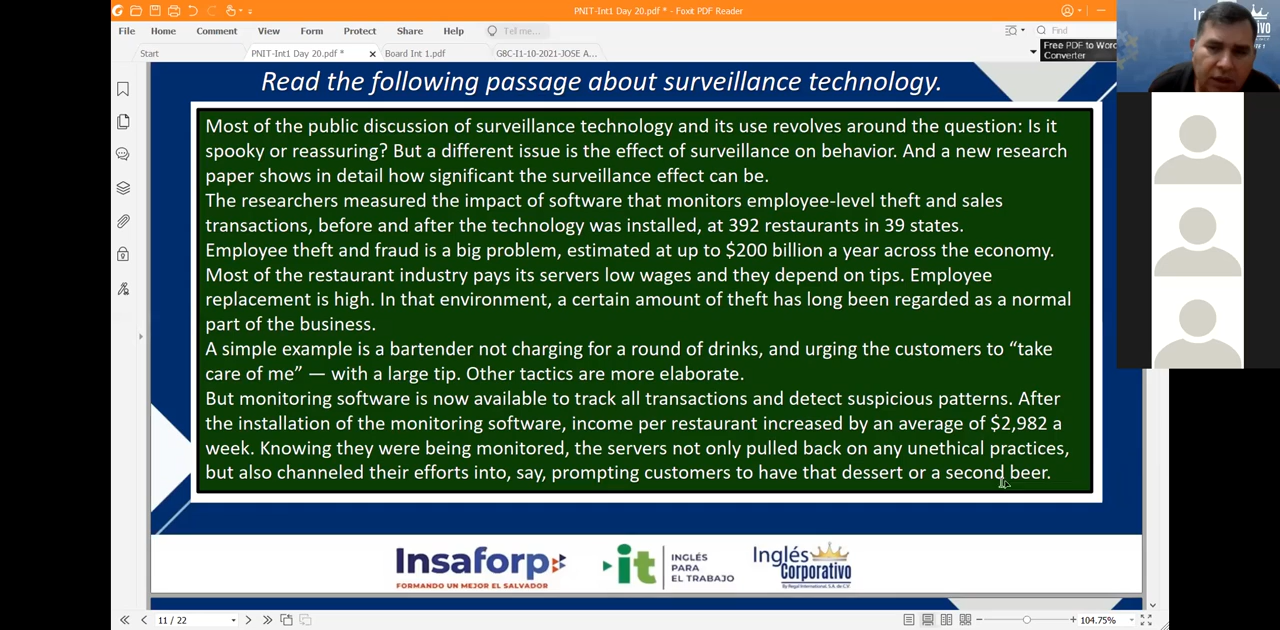 PNIT-Int1 Day 20.pdf * - Foxit PDF Reader
File Home Comment View Form Protect Share Help Tell me... Find
Start PNIT-Int1 Day 20.pdf * Board Int 1.pdf G8C-I1-10-2021-JOSE A...
Free PDF to Word
Converter
Read the following passage about surveillance technology.
Most of the public discussion of surveillance technology and its use revolves around the question: Is it
spooky or reassuring? But a different issue is the effect of surveillance on behavior. And a new research
paper shows in detail how significant the surveillance effect can be.
The researchers measured the impact of software that monitors employee-level theft and sales
transactions, before and after the technology was installed, at 392 restaurants in 39 states.
Employee theft and fraud is a big problem, estimated at up to $200 billion a year across the economy.
Most of the restaurant industry pays its servers low wages and they depend on tips. Employee
replacement is high. In that environment, a certain amount of theft has long been regarded as a normal
part of the business.
A simple example is a bartender not charging for a round of drinks, and urging the customers to “take
care of me” — with a large tip. Other tactics are more elaborate.
But monitoring software is now available to track all transactions and detect suspicious patterns. After
the installation of the monitoring software, income per restaurant increased by an average of $2,982 a
week. Knowing they were being monitored, the servers not only pulled back on any unethical practices,
but also channeled their efforts into, say, prompting customers to have that dessert or a second beer.
Insaforp
FORMANDO UN MEJOR EL SALVADOR
it
INGLÉS
PARA
EL TRABAJO
Inglés
Corporativo
By Regal International, S.A. de C.V.
11 / 22
104.75%